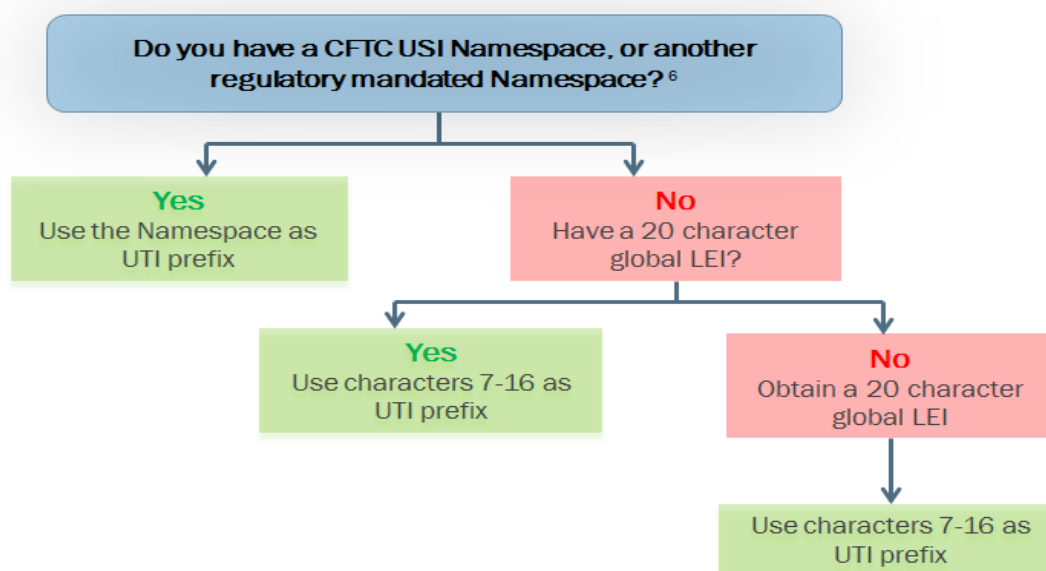 Do you have a CFTC USI Namespace, or another
regulatory mandated Namespace? ⁶
Yes
Use the Namespace as
UTI prefix
No
Have a 20 character
global LEI?
Yes
Use characters 7-16 as
UTI prefix
No
Obtain a 20 character
global LEI
Use characters 7-16 as
UTI prefix